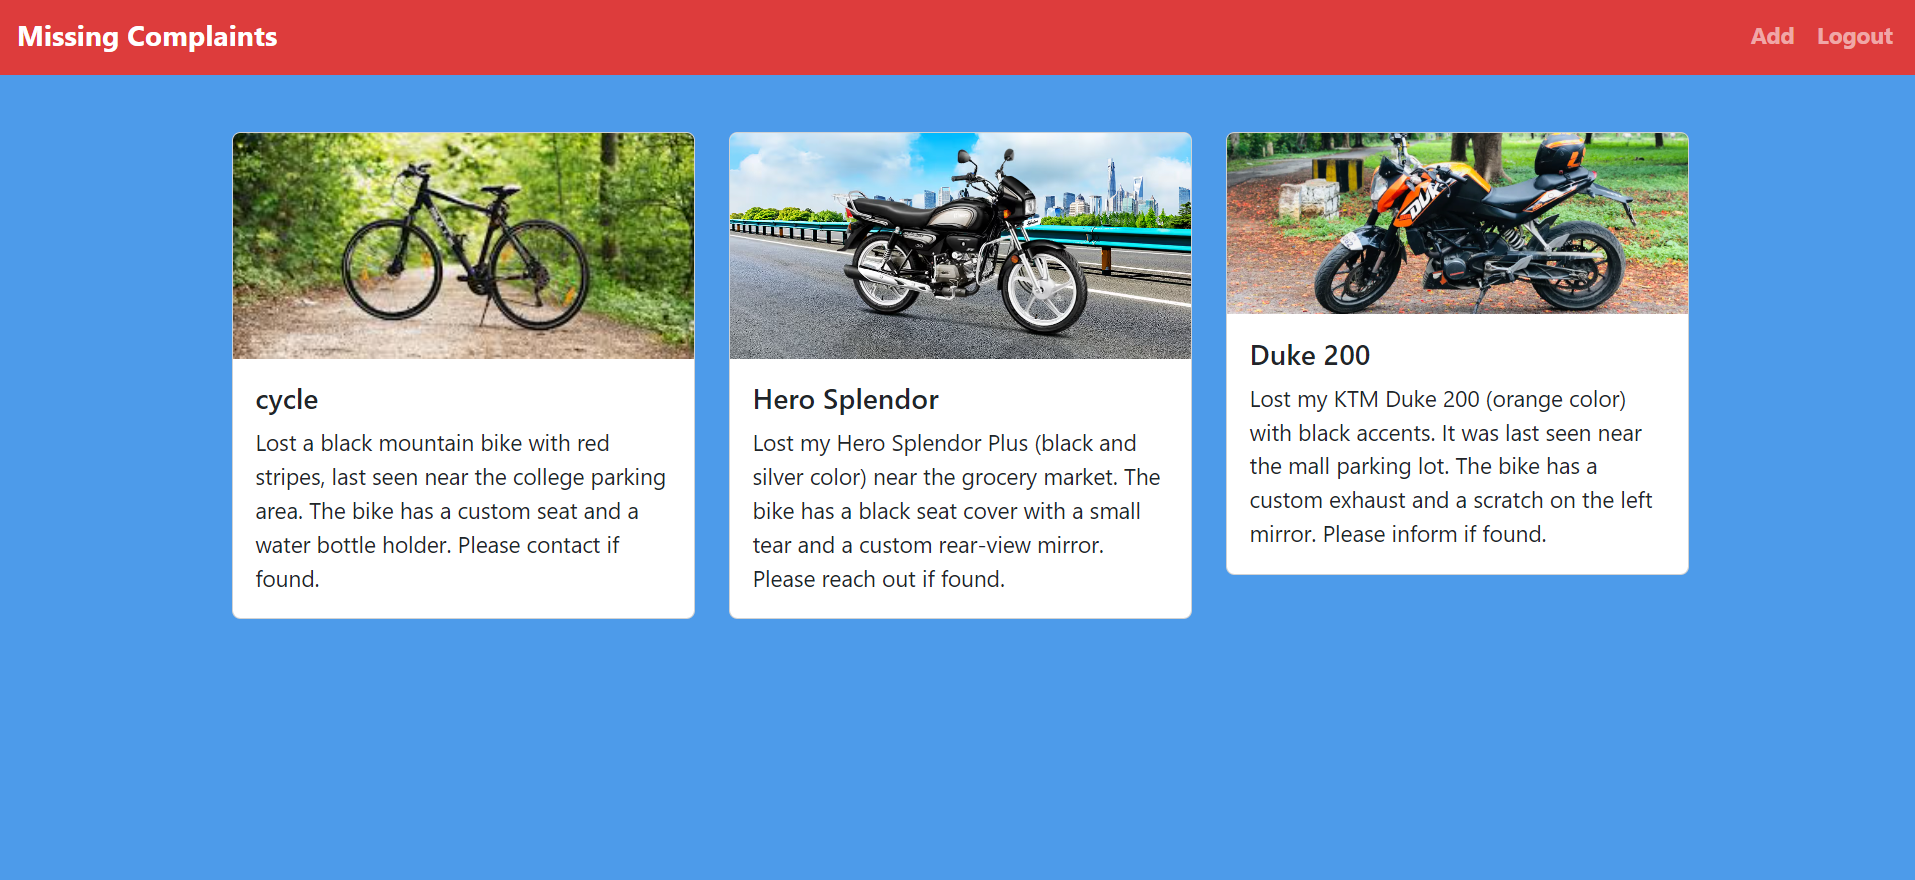 Missing Complaints
Add Logout
cycle
Lost a black mountain bike with red
stripes, last seen near the college parking
area. The bike has a custom seat and a
water bottle holder. Please contact if
found.
Hero Splendor
Lost my Hero Splendor Plus (black and
silver color) near the grocery market. The
bike has a black seat cover with a small
tear and a custom rear-view mirror.
Please reach out if found.
DUKE
Duke 200
Lost my KTM Duke 200 (orange color)
with black accents. It was last seen near
the mall parking lot. The bike has a
custom exhaust and a scratch on the left
mirror. Please inform if found.